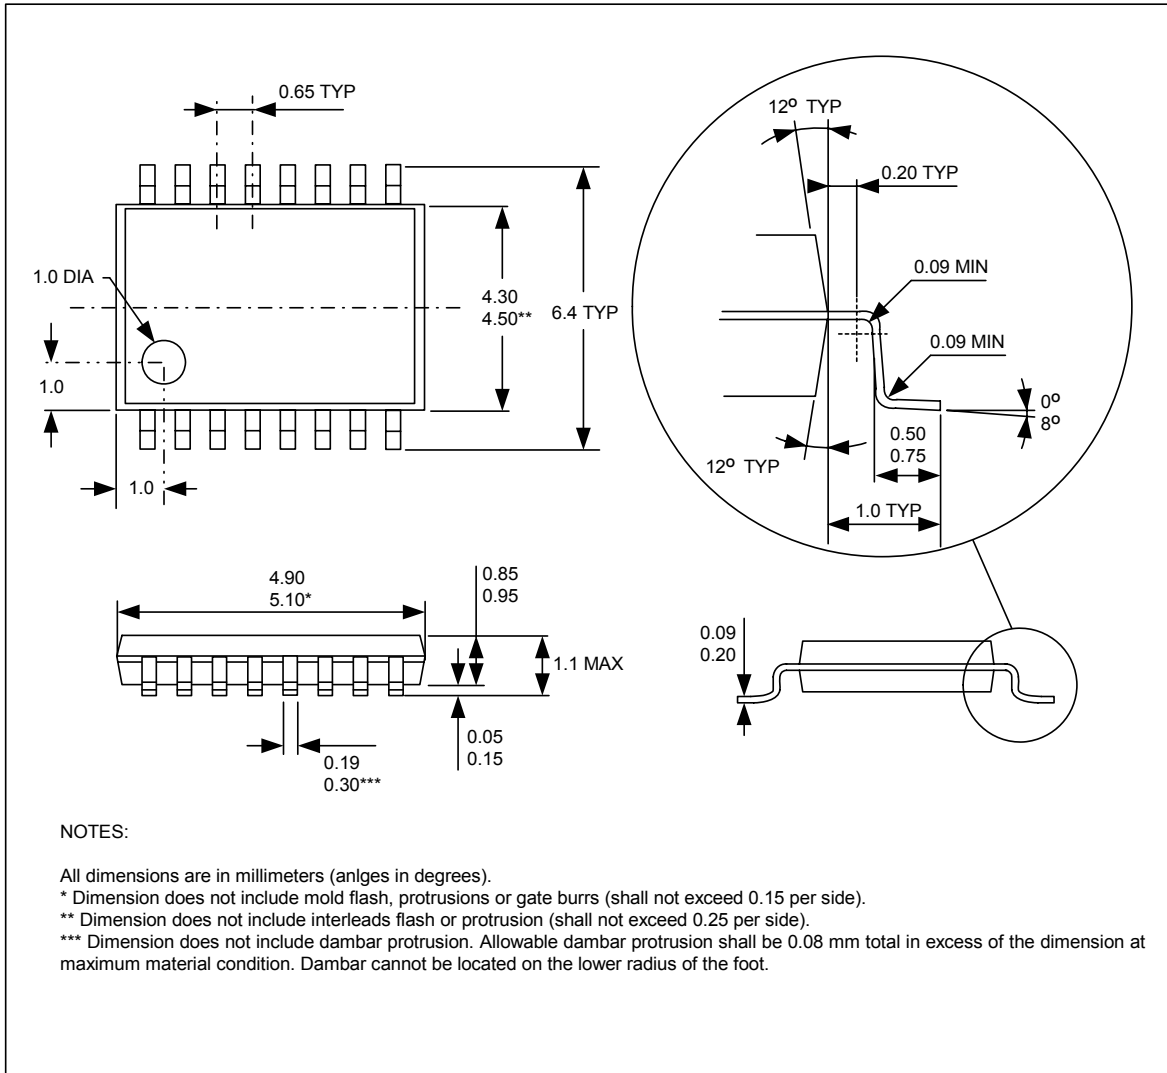 0.65 TYP
1.0 DIA
4.30
4.50**
6.4 TYP
1.0
1.0
12º TYP
0.20 TYP
0.09 MIN
0.09 MIN
0º
8º
0.50
0.75
12º TYP
1.0 TYP
4.90
5.10*
0.85
0.95
1.1 MAX
0.05
0.15
0.19
0.30***
0.09
0.20
NOTES:
All dimensions are in millimeters (anlges in degrees).
* Dimension does not include mold flash, protrusions or gate burrs (shall not exceed 0.15 per side).
** Dimension does not include interleads flash or protrusion (shall not exceed 0.25 per side).
*** Dimension does not include dambar protrusion. Allowable dambar protrusion shall be 0.08 mm total in excess of the dimension at
maximum material condition. Dambar cannot be located on the lower radius of the foot.